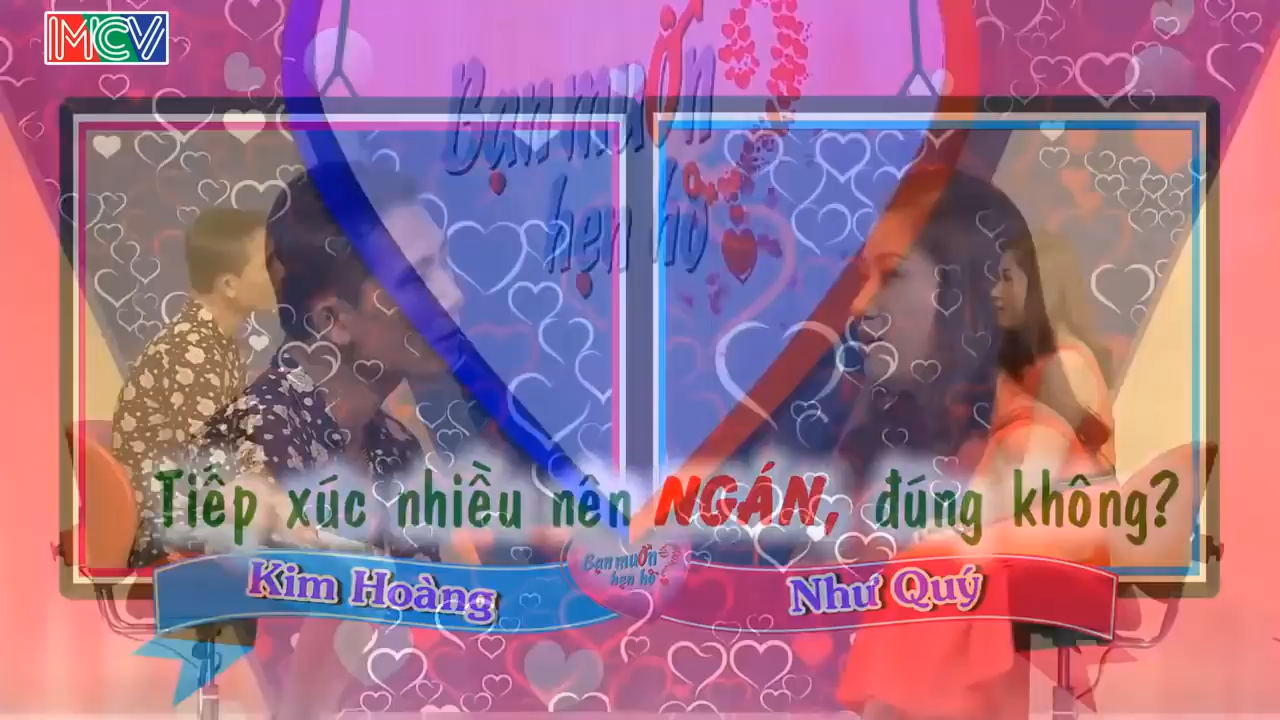 MCV
Bạn muốn
hẹn hò
Tiếp xúc nhiều nên NGÁN, đúng không?
Kim Hoàng
Bạn muốn
hẹn hò
Như Quý